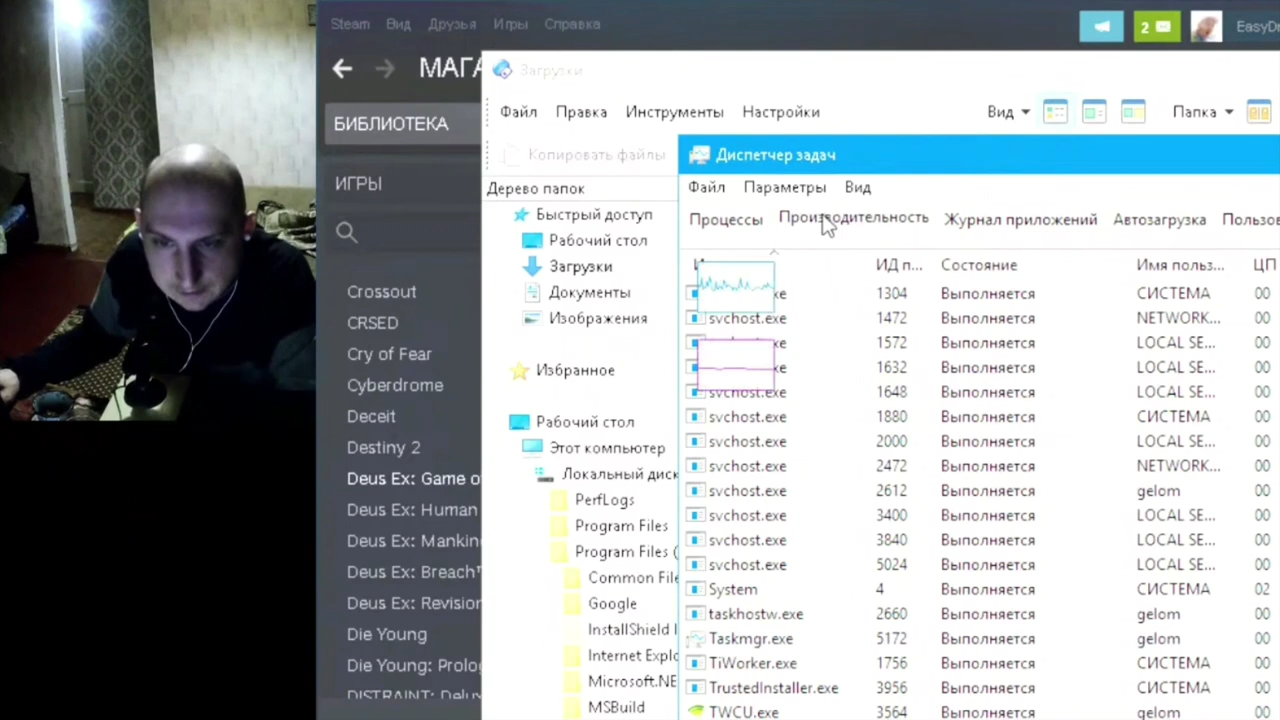 Steam Вид Друзья Игры Справка
2
EasyD
МАГА
Загрузки
Файл Правка Инструменты Настройки
Вид
Папка
БИБЛИОТЕКА
Копировать файлы
Диспетчер задач
ИГРЫ
Дерево папок
Файл Параметры Вид
Быстрый доступ
Процессы Производительность Журнал приложений Автозагрузка Пользов
Рабочий стол
Загрузки
Документы
Изображения
Избранное
Рабочий стол
Этот компьютер
Локальный диск
PerfLogs
Program Files
Program Files (
Common File
Google
InstallShield I
Internet Explo
Microsoft.NE
MSBuild
Crossout
CRSED
Cry of Fear
Cyberdrome
Deceit
Destiny 2
Deus Ex: Game o
Deus Ex: Human
Deus Ex: Mankin
Deus Ex: Breach™
Deus Ex: Revision
Die Young
Die Young: Prolo
DISTRAINT: Delu
И ИД п... Состояние Имя польз... ЦП
xe 1304 Выполняется СИСТЕМА 00
svchost.exe 1472 Выполняется NETWORK... 00
xe 1572 Выполняется LOCAL SE... 00
xe 1632 Выполняется LOCAL SE... 00
svchost.exe 1648 Выполняется LOCAL SE... 00
svchost.exe 1880 Выполняется СИСТЕМА 00
svchost.exe 2000 Выполняется LOCAL SE... 00
svchost.exe 2472 Выполняется NETWORK... 00
svchost.exe 2612 Выполняется gelom 00
svchost.exe 3400 Выполняется LOCAL SE... 00
svchost.exe 3840 Выполняется LOCAL SE... 00
svchost.exe 5024 Выполняется LOCAL SE... 00
System 4 Выполняется СИСТЕМА 02
taskhostw.exe 2660 Выполняется gelom 00
Taskmgr.exe 5172 Выполняется gelom 00
TiWorker.exe 1756 Выполняется СИСТЕМА 00
TrustedInstaller.exe 3956 Выполняется СИСТЕМА 00
TWCU.exe 3564 Выполняется gelom 00